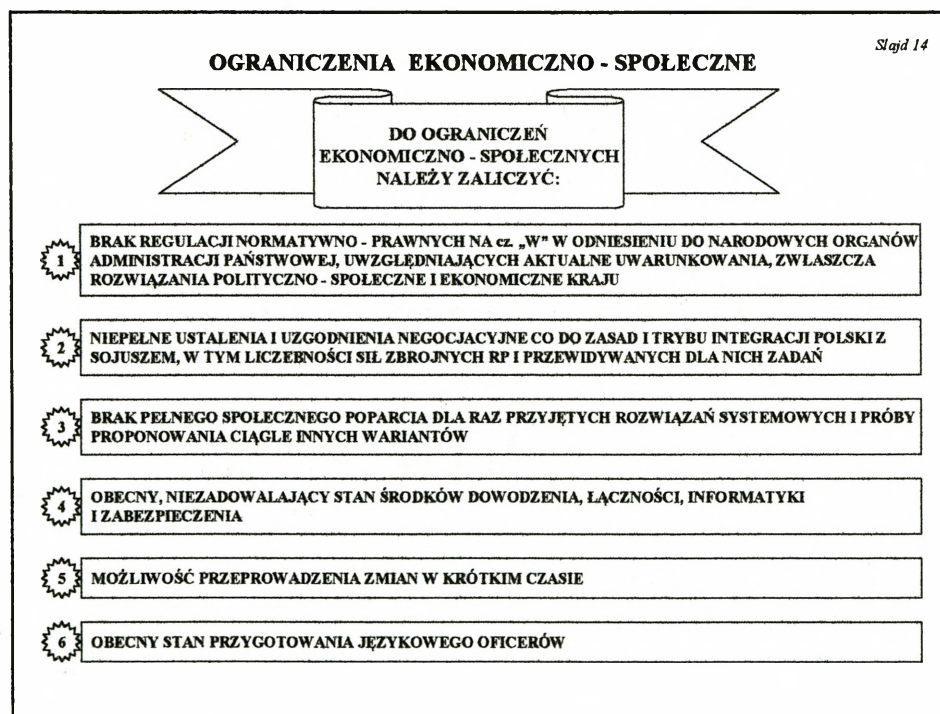 Slajd 14
OGRANICZENIA EKONOMICZNO - SPOŁECZNE
DO OGRANICZEŃ
EKONOMICZNO - SPOŁECZNYCH
NALEŻY ZALICZYĆ:
1 BRAK REGULACJI NORMATYWNO - PRAWNYCH NA cz. „W” W ODNIESIENIU DO NARODOWYCH ORGANÓW
ADMINISTRACJI PAŃSTWOWEJ, UWZGLĘDNIAJĄCYCH AKTUALNE UWARUNKOWANIA, ZWŁASZCZA
ROZWIĄZANIA POLITYCZNO - SPOŁECZNE I EKONOMICZNE KRAJU
2 NIEPEŁNE USTALENIA I UZGODNIENIA NEGOCJACYJNE CO DO ZASAD I TRYBU INTEGRACJI POLSKI Z
SOJUSZEM, W TYM LICZEBNOŚCI SIŁ ZBROJNYCH RP I PRZEWIDYWANYCH DLA NICH ZADAŃ
3 BRAK PEŁNEGO SPOŁECZNEGO POPARCIA DLA RAZ PRZYJĘTYCH ROZWIĄZAŃ SYSTEMOWYCH I PRÓBY
PROPONOWANIA CIĄGLE INNYCH WARIANTÓW
4 OBECNY, NIEZADOWALAJĄCY STAN ŚRODKÓW DOWODZENIA, ŁĄCZNOŚCI, INFORMATYKI
I ZABEZPIECZENIA
5 MOŻLIWOŚĆ PRZEPROWADZENIA ZMIAN W KRÓTKIM CZASIE
6 OBECNY STAN PRZYGOTOWANIA JĘZYKOWEGO OFICERÓW